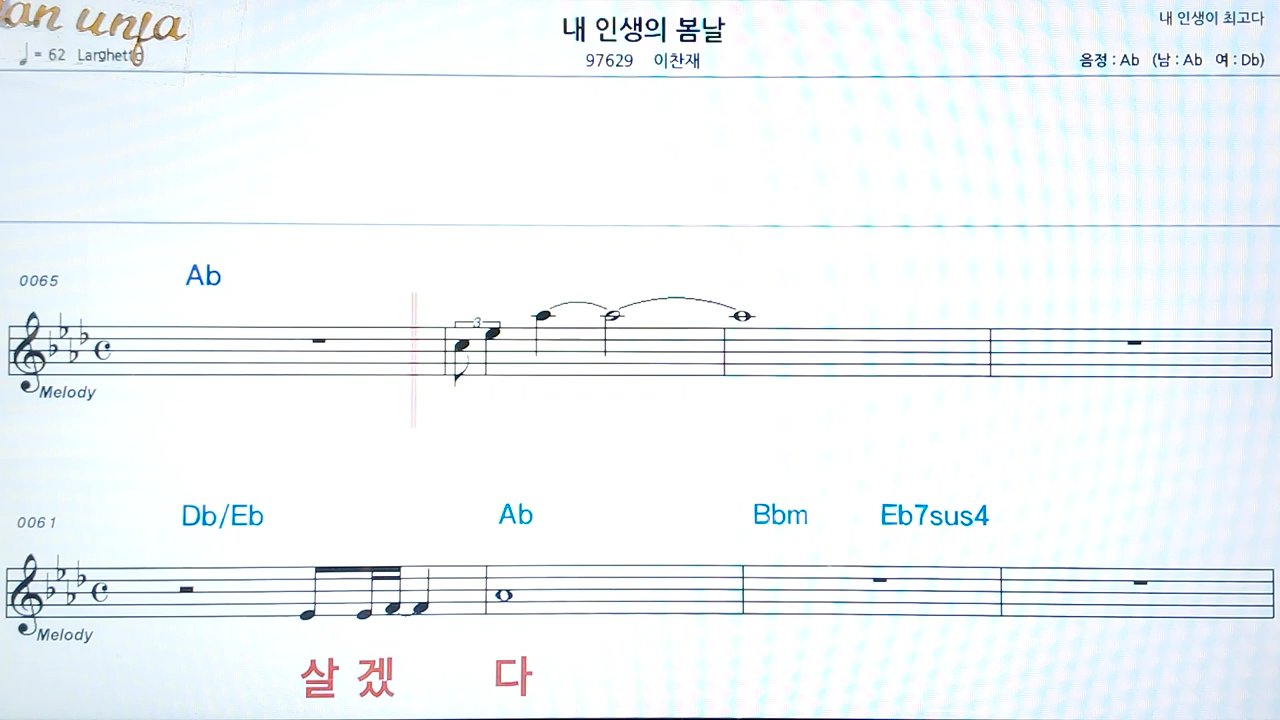 an unja
내 인생의 봄날
내 인생이 최고다
♩ = 62 Larghetto
97629 이찬재
음정 : Ab (남 : Ab 여 : Db)
0065
Ab
3
Melody
0061
Db/Eb Ab Bbm Eb7sus4
Melody
살 겠 다